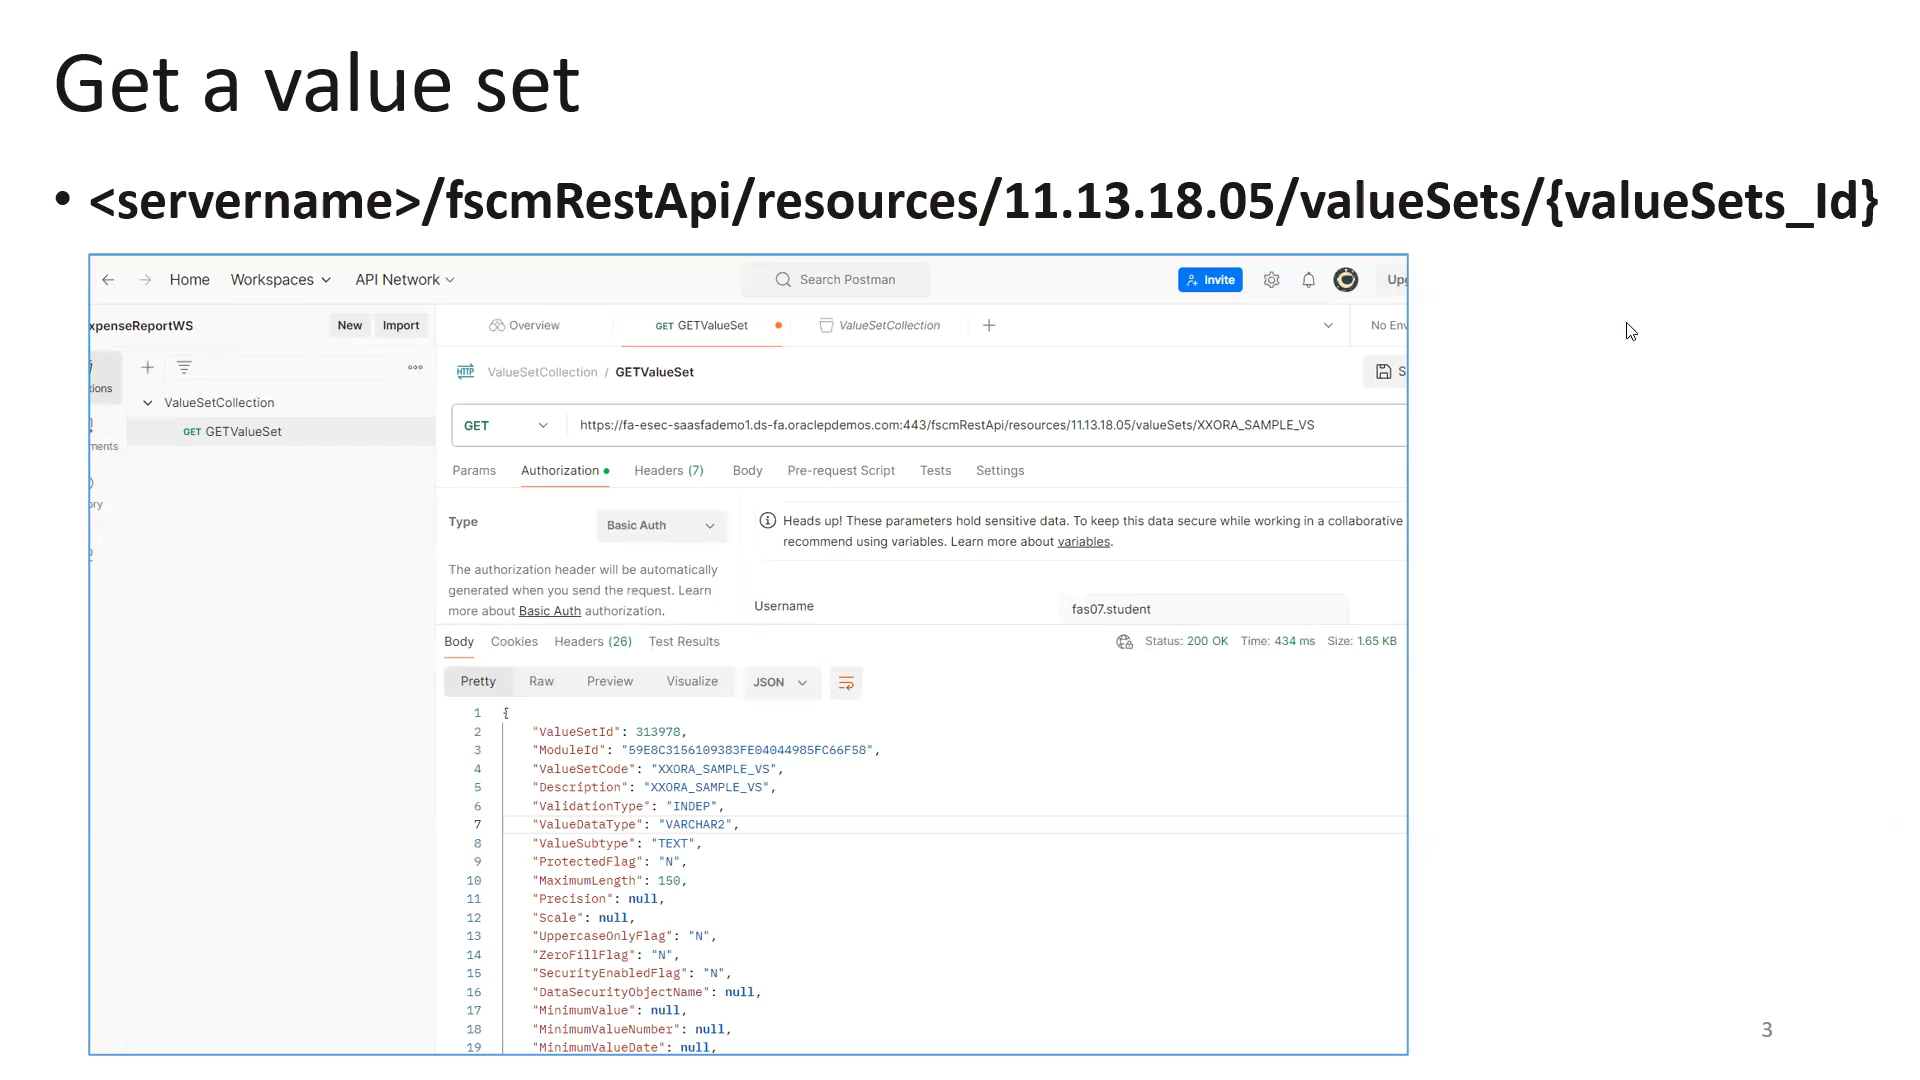 Get a value set
• <servername>/fscmRestApi/resources/11.13.18.05/valueSets/{valueSets_Id}
Home Workspaces API Network Search Postman Invite Upg
xpenseReportWS New Import Overview GET GETValueSet ValueSetCollection No Env
ValueSetCollection / GETValueSet S
tions
ValueSetCollection
GET GETValueSet
ments
ory
GET https://fa-esec-saasfademo1.ds-fa.oraclepdemos.com:443/fscmRestApi/resources/11.13.18.05/valueSets/XXORA_SAMPLE_VS
Params Authorization Headers (7) Body Pre-request Script Tests Settings
Type Basic Auth
Heads up! These parameters hold sensitive data. To keep this data secure while working in a collaborative
recommend using variables. Learn more about variables.
The authorization header will be automatically
generated when you send the request. Learn
more about Basic Auth authorization.
Username fas07.student
Body Cookies Headers (26) Test Results Status: 200 OK Time: 434 ms Size: 1.65 KB
Pretty Raw Preview Visualize JSON
1 {
2 "ValueSetId": 313978,
3 "ModuleId": "59E8C3156109383FE04044985FC66F58",
4 "ValueSetCode": "XXORA_SAMPLE_VS",
5 "Description": "XXORA_SAMPLE_VS",
6 "ValidationType": "INDEP",
7 "ValueDataType": "VARCHAR2",
8 "ValueSubtype": "TEXT",
9 "ProtectedFlag": "N",
10 "MaximumLength": 150,
11 "Precision": null,
12 "Scale": null,
13 "UppercaseOnlyFlag": "N",
14 "ZeroFillFlag": "N",
15 "SecurityEnabledFlag": "N",
16 "DataSecurityObjectName": null,
17 "MinimumValue": null,
18 "MinimumValueNumber": null,
19 "MinimumValueDate": null,
3